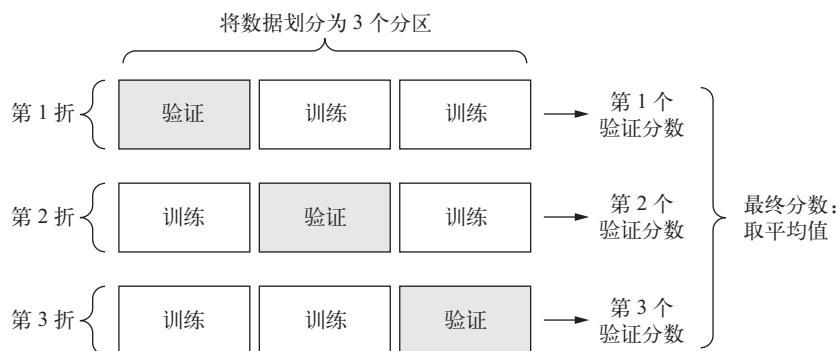 将数据划分为 3 个分区
第 1 折
验证
训练
训练
第 1 个
验证分数
第 2 折
训练
验证
训练
第 2 个
验证分数
最终分数：
取平均值
第 3 折
训练
训练
验证
第 3 个
验证分数